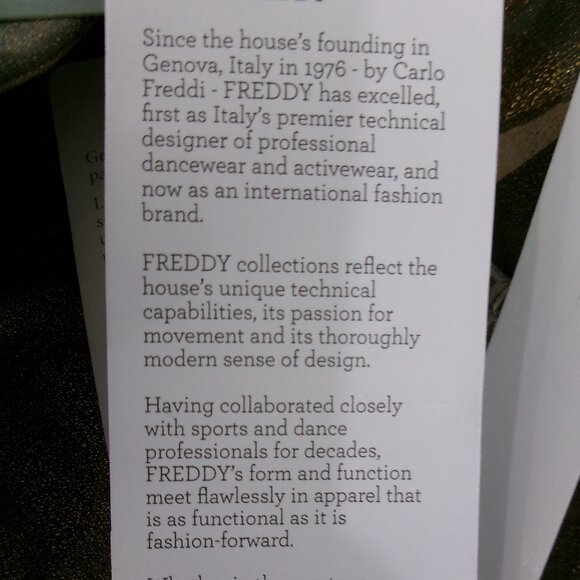 Since the house's founding in
Genova, Italy in 1976 - by Carlo
Freddi - FREDDY has excelled,
first as Italy's premier technical
designer of professional
dancewear and activewear, and
now as an international fashion
brand.
FREDDY collections reflect the
house's unique technical
capabilities, its passion for
movement and its thoroughly
modern sense of design.
Having collaborated closely
with sports and dance
professionals for decades,
FREDDY's form and function
meet flawlessly in apparel that
is as functional as it is
fashion-forward.